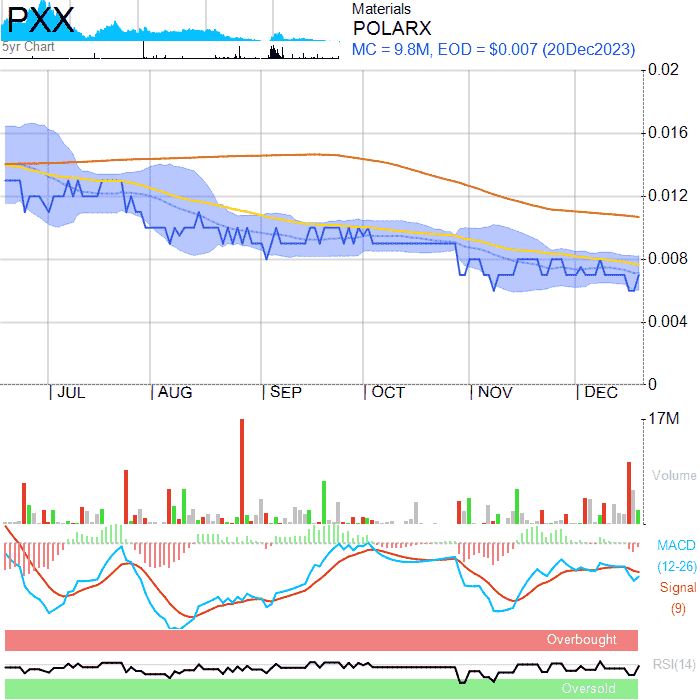 PXX
5yr Chart
Materials
POLARX
MC = 9.8M, EOD = $0.007 (20Dec2023)
0.02
0.016
0.012
0.008
0.004
0
JUL AUG SEP OCT NOV DEC
17M
Volume
MACD
(12-26)
Signal
(9)
Overbought
RSI(14)
Oversold